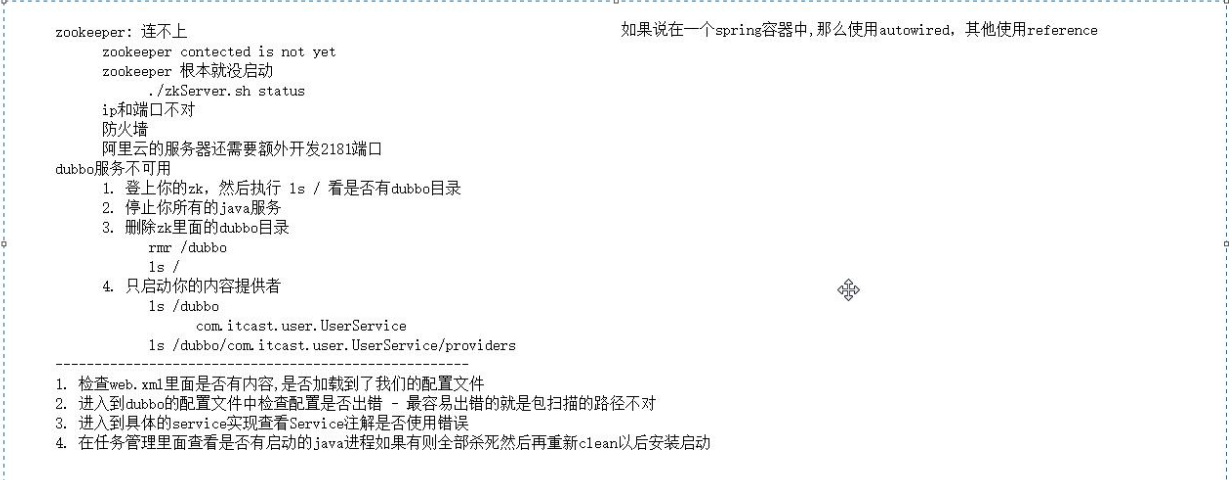 zookeeper: 连不上
zookeeper contected is not yet
zookeeper 根本就没启动
./zkServer.sh status
ip和端口不对
防火墙
阿里云的服务器还需要额外开发2181端口
dubbo服务不可用
1. 登上你的zk，然后执行 ls / 看是否有dubbo目录
2. 停止你所有的java服务
3. 删除zk里面的dubbo目录
rmr /dubbo
ls /
4. 只启动你的内容提供者
ls /dubbo
com.itcast.user.UserService
ls /dubbo/com.itcast.user.UserService/providers
-----------------------------------------------------
1. 检查web.xml里面是否有内容,是否加载到了我们的配置文件
2. 进入到dubbo的配置文件中检查配置是否出错 - 最容易出错的就是包扫描的路径不对
3. 进入到具体的service实现查看Service注解是否使用错误
4. 在任务管理里面查看是否有启动的java进程如果有则全部杀死然后再重新clean以后安装启动
如果说在一个spring容器中,那么使用autowired，其他使用reference